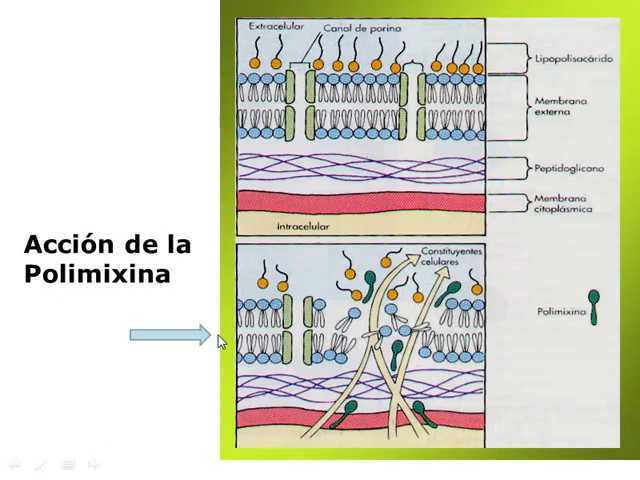 Acción de la
Polimixina
Extracelular
Canal de porina
Lipopolisacárido
Membrana
externa
Peptidoglicano
Membrana
citoplásmica
Intracelular
Constituyentes
celulares
Polimixina